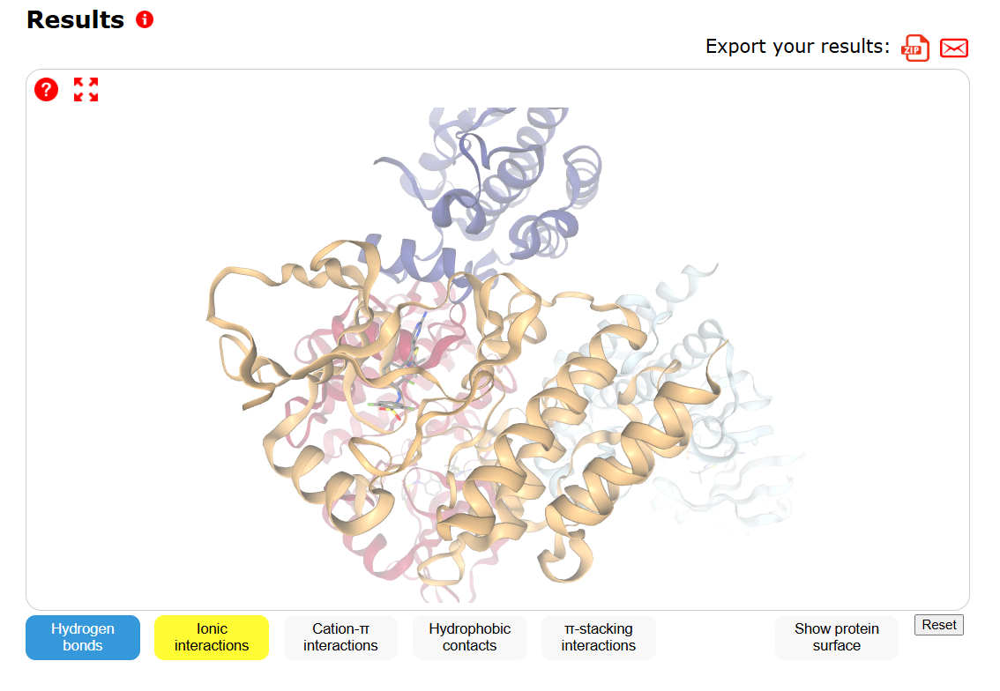 Results
Export your results:
ZIP
?
Hydrogen
bonds
Ionic
interactions
Cation-π
interactions
Hydrophobic
contacts
π-stacking
interactions
Show protein
surface
Reset